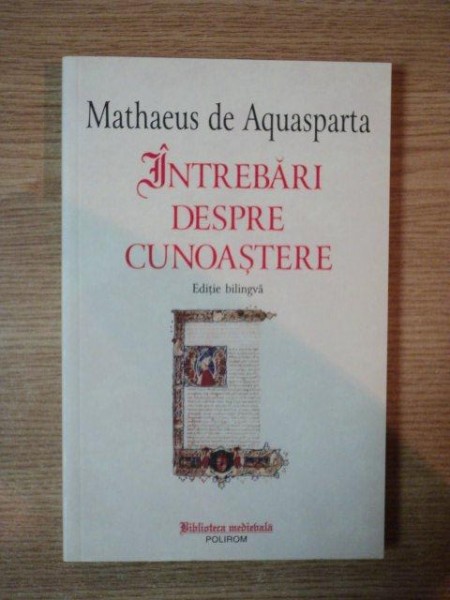 Mathaeus de Aquasparta
ÎNTREBĂRI
DESPRE
CUNOAȘTERE
Ediție bilingvă
Biblioteca medievală
POLIROM